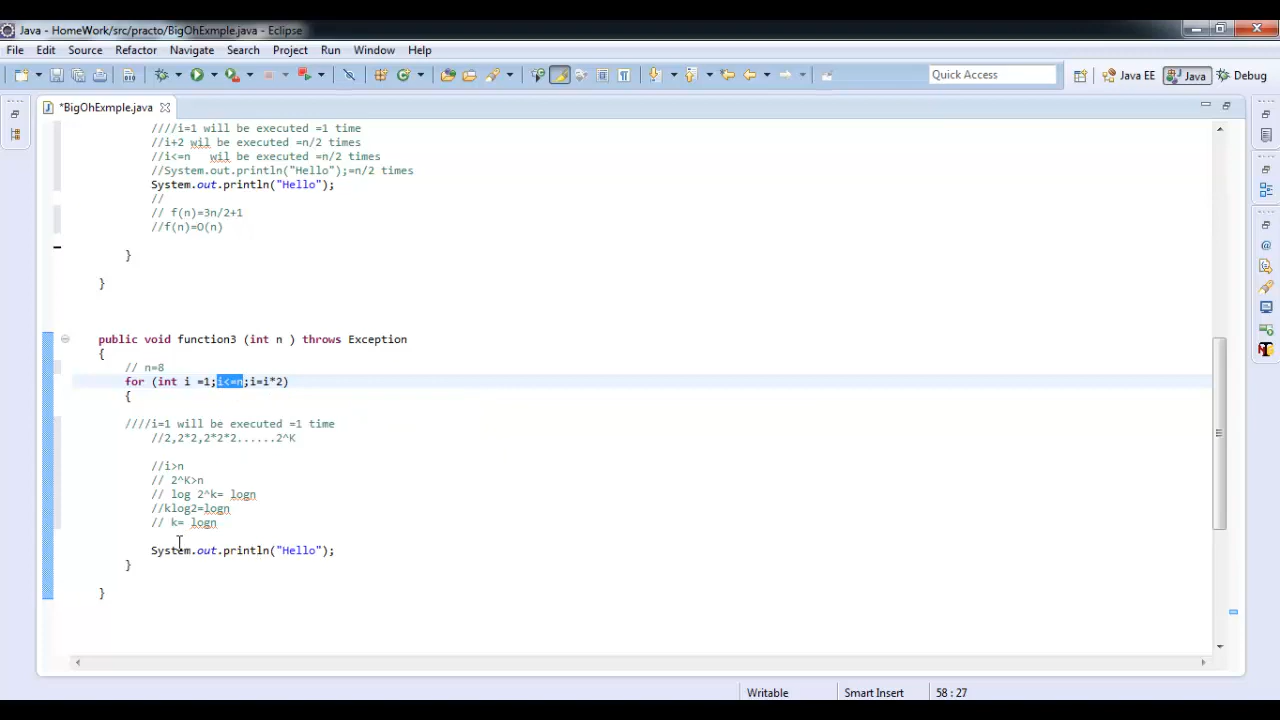 Java - HomeWork/src/practo/BigOhExmple.java - Eclipse
File Edit Source Refactor Navigate Search Project Run Window Help
Quick Access
Java EE
Java
Debug
*BigOhExmple.java
////i=1 will be executed =1 time
//i+2 wil be executed =n/2 times
//i<=n wil be executed =n/2 times
//System.out.println("Hello");=n/2 times
System.out.println("Hello");
//
// f(n)=3n/2+1
//f(n)=O(n)
}
}
public void function3 (int n ) throws Exception
{
// n=8
for (int i =1;i<=n;i=i*2)
{
////i=1 will be executed =1 time
//2,2*2,2*2*2......2^K
//i>n
// 2^K>n
// log 2^k= logn
//klog2=logn
// k= logn
System.out.println("Hello");
}
}
Writable
Smart Insert
58 : 27